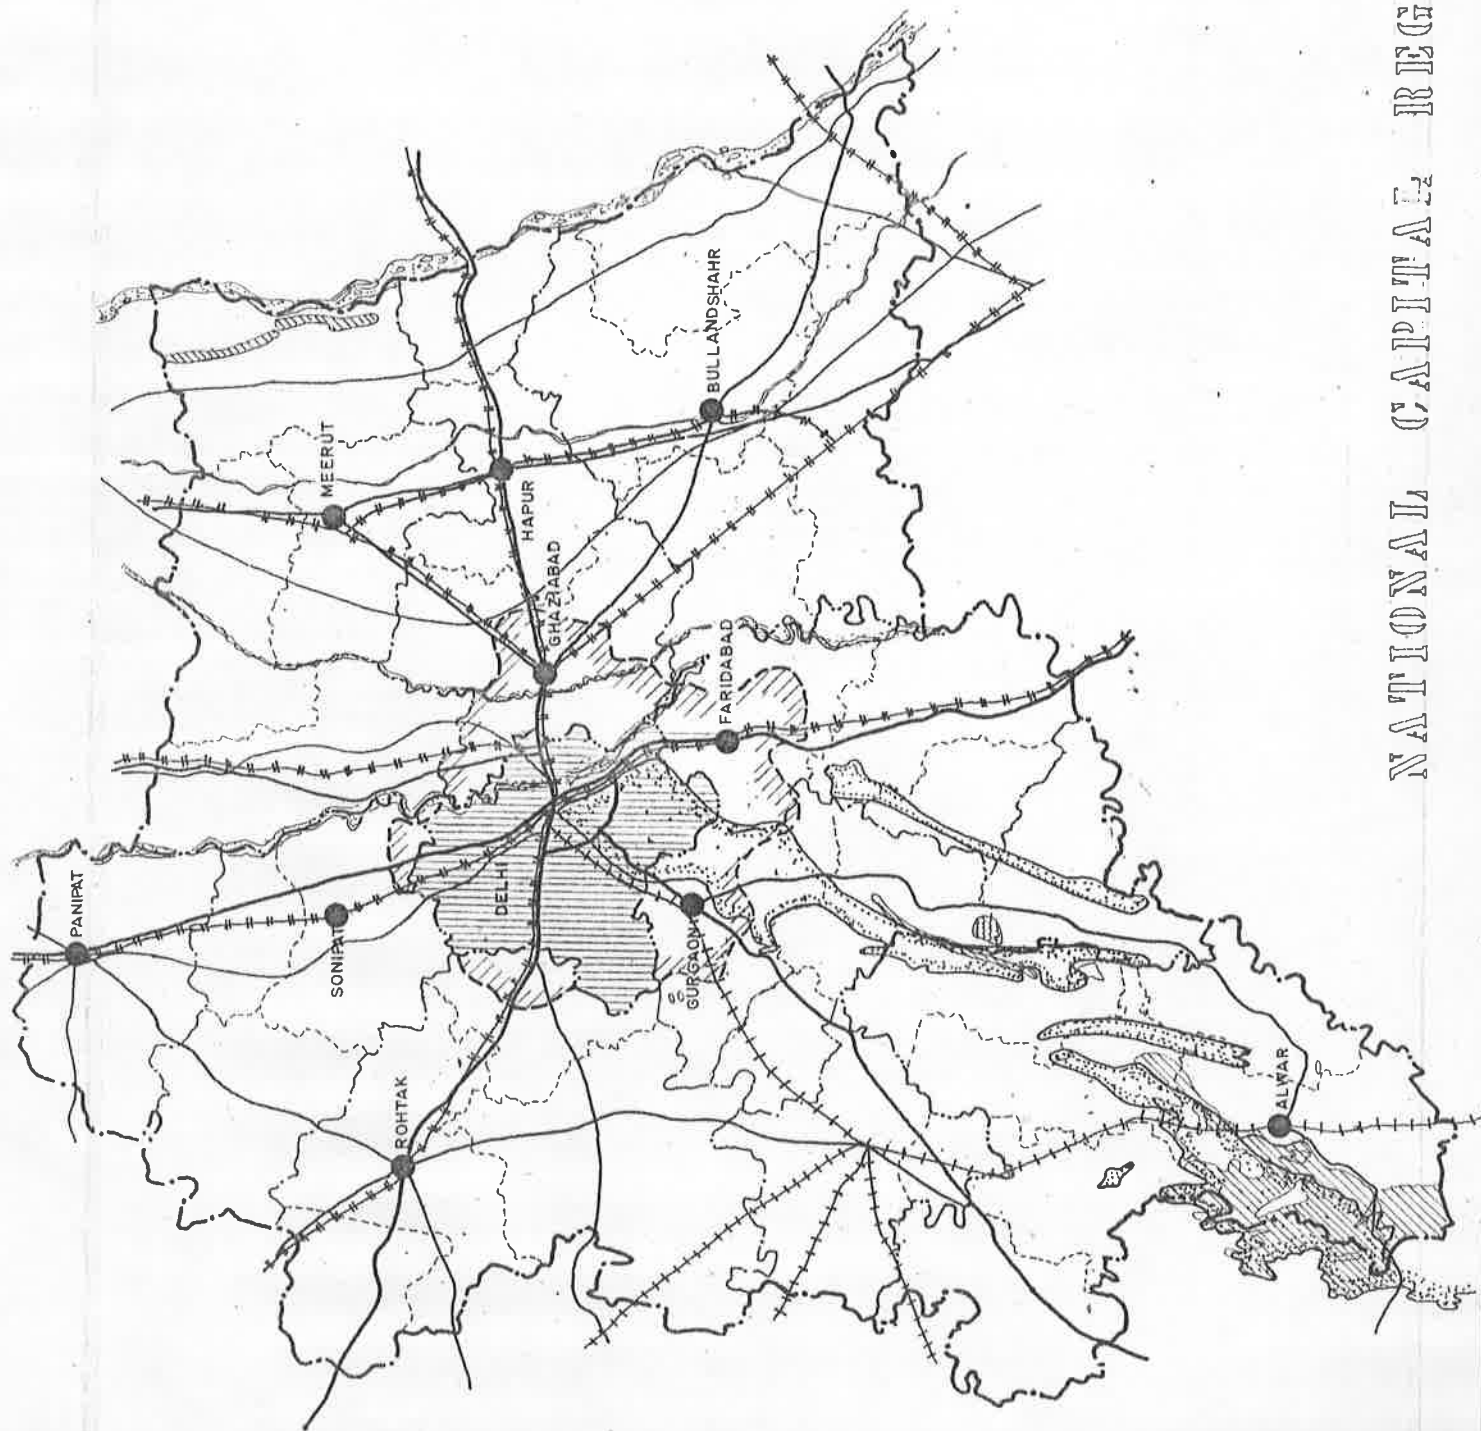 NATIONAL CAPITAL REG
PANIPAT
MEERUT
SONIPAT
HAPUR
GHAZIABAD
BULLANDSHAHR
DELHI
FARIDABAD
ROHTAK
GURGAON
ALWAR